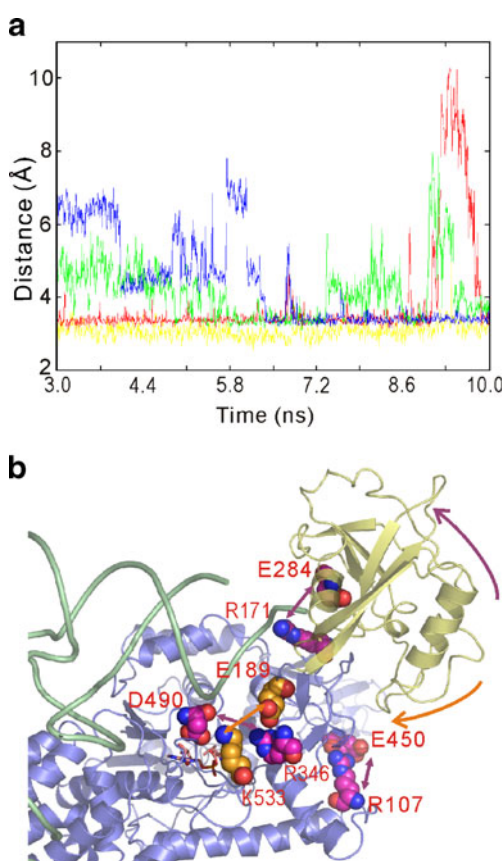 a
Distance (Å)
10
8
6
4
2
3.0 4.4 5.8 7.2 8.6 10.0
Time (ns)
b
E284
R171
E189
D490
E450
R346
K533
R107